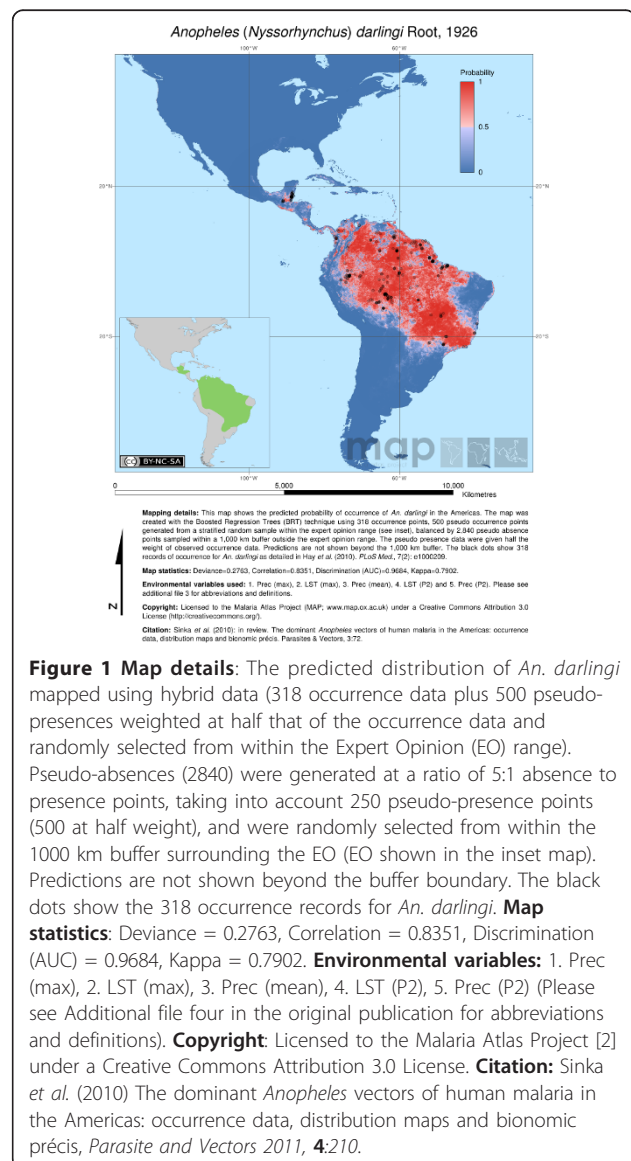 Anopheles (Nyssorhynchus) darlingi Root, 1926
100°W 60°W
Probability
1
0.5
0
20°N 20°N
20°S 20°S
map
BY-NC-SA
100°W 60°W
0 5,000 10,000
Kilometres
Mapping details: This map shows the predicted probability of occurrence of An. darlingi in the Americas. The map was
created with the Boosted Regression Trees (BRT) technique using 318 occurrence points, 500 pseudo occurrence points
generated from a stratified random sample within the expert opinion range (see inset), balanced by 2,840 pseudo absence
points sampled within a 1,000 km buffer outside the expert opinion range. The pseudo presence data were given half the
weight of observed occurrence data. Predictions are not shown beyond the 1,000 km buffer. The black dots show 318
records of occurrence for An. darlingi as detailed in Hay et al. (2010). PLoS Med., 7(2): e1000209.
Map statistics: Deviance=0.2763, Correlation=0.8351, Discrimination (AUC)=0.9684, Kappa=0.7902.
Environmental variables used: 1. Prec (max), 2. LST (max), 3. Prec (mean), 4. LST (P2) and 5. Prec (P2). Please see
additional file 3 for abbreviations and definitions.
Copyright: Licensed to the Malaria Atlas Project (MAP; www.map.ox.ac.uk) under a Creative Commons Attribution 3.0
License (http://creativecommons.org/).
Citation: Sinka et al. (2010): in review. The dominant Anopheles vectors of human malaria in the Americas: occurrence
data, distribution maps and bionomic précis. Parasites & Vectors, 3:72.
N
Figure 1 Map details: The predicted distribution of An. darlingi
mapped using hybrid data (318 occurrence data plus 500 pseudo-
presences weighted at half that of the occurrence data and
randomly selected from within the Expert Opinion (EO) range).
Pseudo-absences (2840) were generated at a ratio of 5:1 absence to
presence points, taking into account 250 pseudo-presence points
(500 at half weight), and were randomly selected from within the
1000 km buffer surrounding the EO (EO shown in the inset map).
Predictions are not shown beyond the buffer boundary. The black
dots show the 318 occurrence records for An. darlingi. Map
statistics: Deviance = 0.2763, Correlation = 0.8351, Discrimination
(AUC) = 0.9684, Kappa = 0.7902. Environmental variables: 1. Prec
(max), 2. LST (max), 3. Prec (mean), 4. LST (P2), 5. Prec (P2) (Please
see Additional file four in the original publication for abbreviations
and definitions). Copyright: Licensed to the Malaria Atlas Project [2]
under a Creative Commons Attribution 3.0 License. Citation: Sinka
et al. (2010) The dominant Anopheles vectors of human malaria in
the Americas: occurrence data, distribution maps and bionomic
précis, Parasite and Vectors 2011, 4:210.